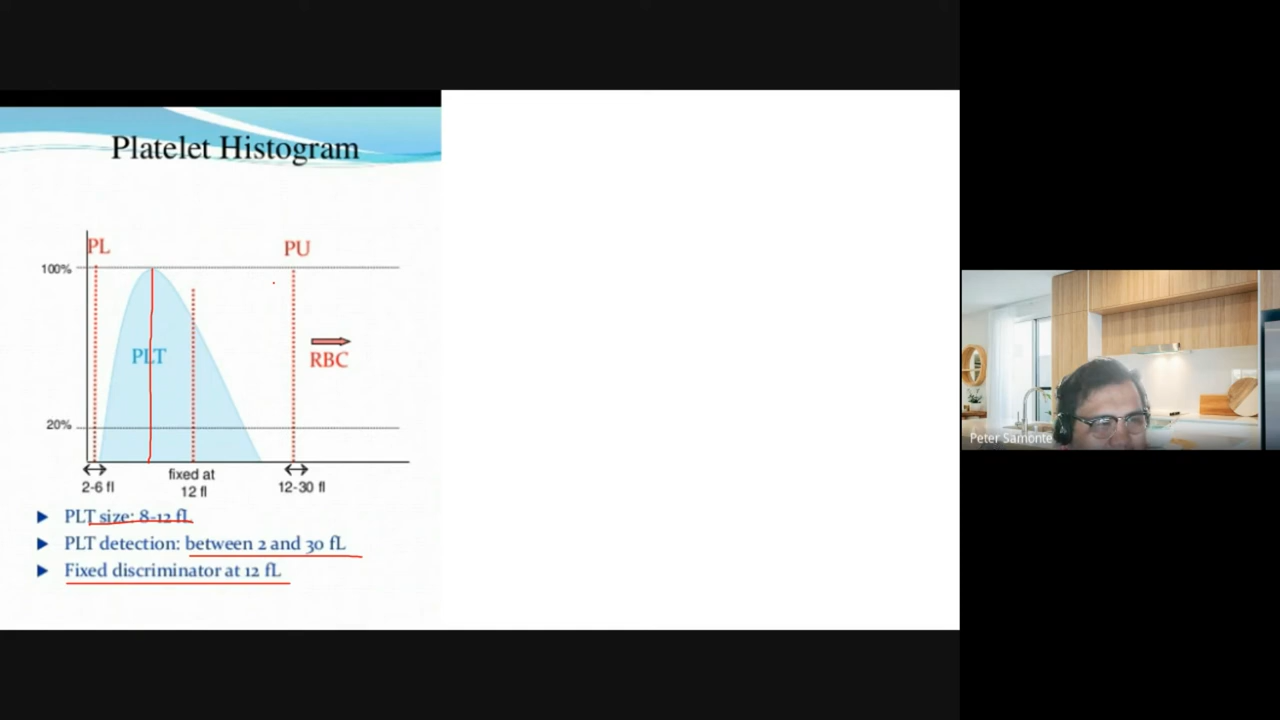 Platelet Histogram
PL
PU
100%
PLT
RBC
20%
2-6 fl
fixed at
12 fl
12-30 fl
PLT size: 8-12 fL
PLT detection: between 2 and 30 fL
Fixed discriminator at 12 fL
Peter Samonte